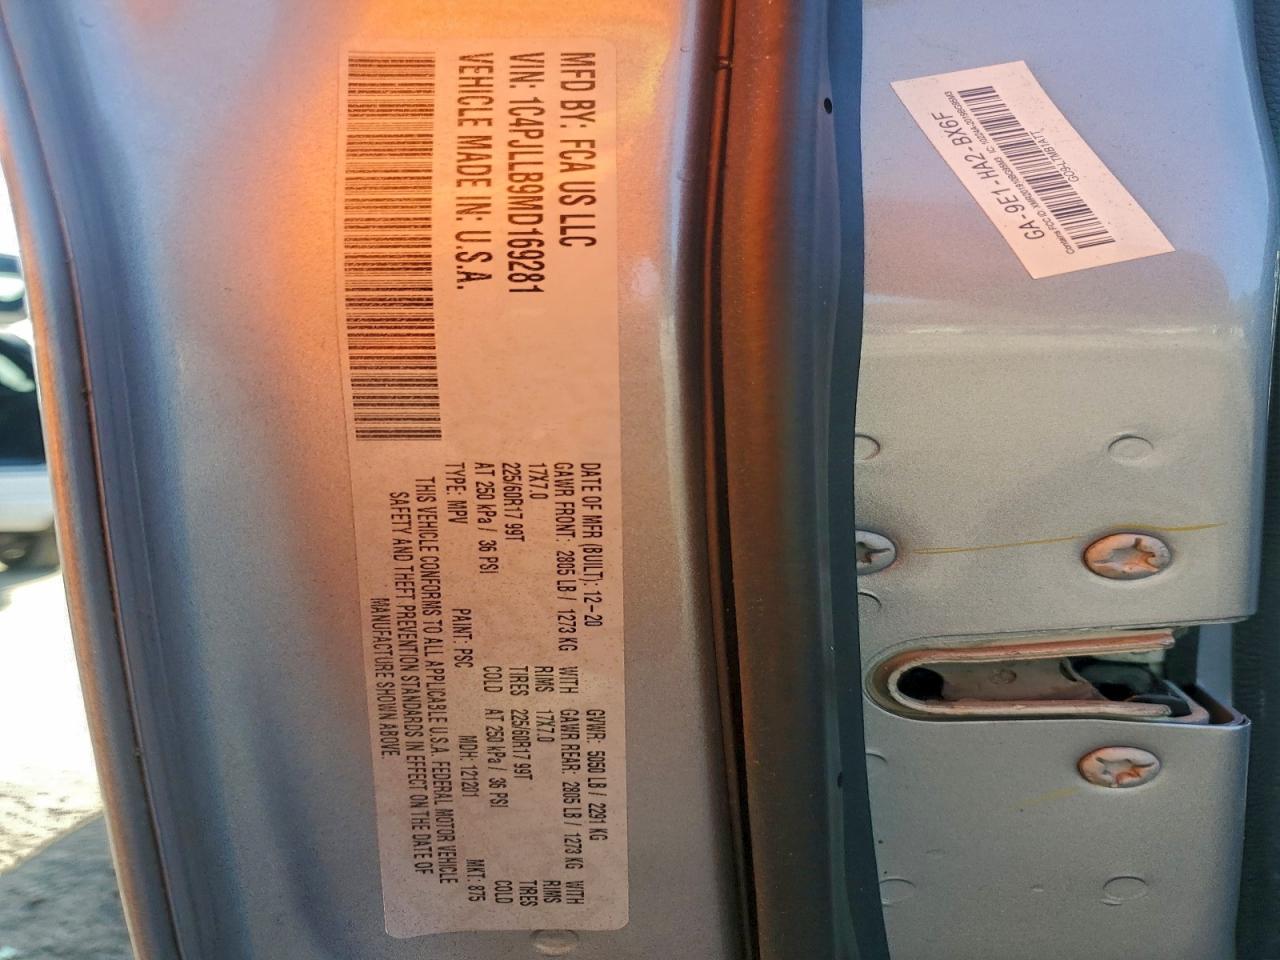 MFD BY: FCA US LLC
VIN: 1C4PJLLB9MD169281
VEHICLE MADE IN: U.S.A.
DATE OF MFR (BUILT): 12-20 GVWR: 5050 LB / 2291 KG
GAWR FRONT: 2805 LB / 1273 KG WITH GAWR REAR: 2805 LB / 1273 KG WITH
17X7.0 RIMS 17X7.0 RIMS
225/60R17 99T TIRES 225/60R17 99T TIRES
AT 250 kPa / 36 PSI COLD AT 250 kPa / 36 PSI COLD
TYPE: MPV PAINT: PSC MDH: 121201 MKT: 875
THIS VEHICLE CONFORMS TO ALL APPLICABLE U.S.A. FEDERAL MOTOR VEHICLE
SAFETY AND THEFT PREVENTION STANDARDS IN EFFECT ON THE DATE OF
MANUFACTURE SHOWN ABOVE.
GA-9E1-HA2-BX6F
Contains FCC ID: